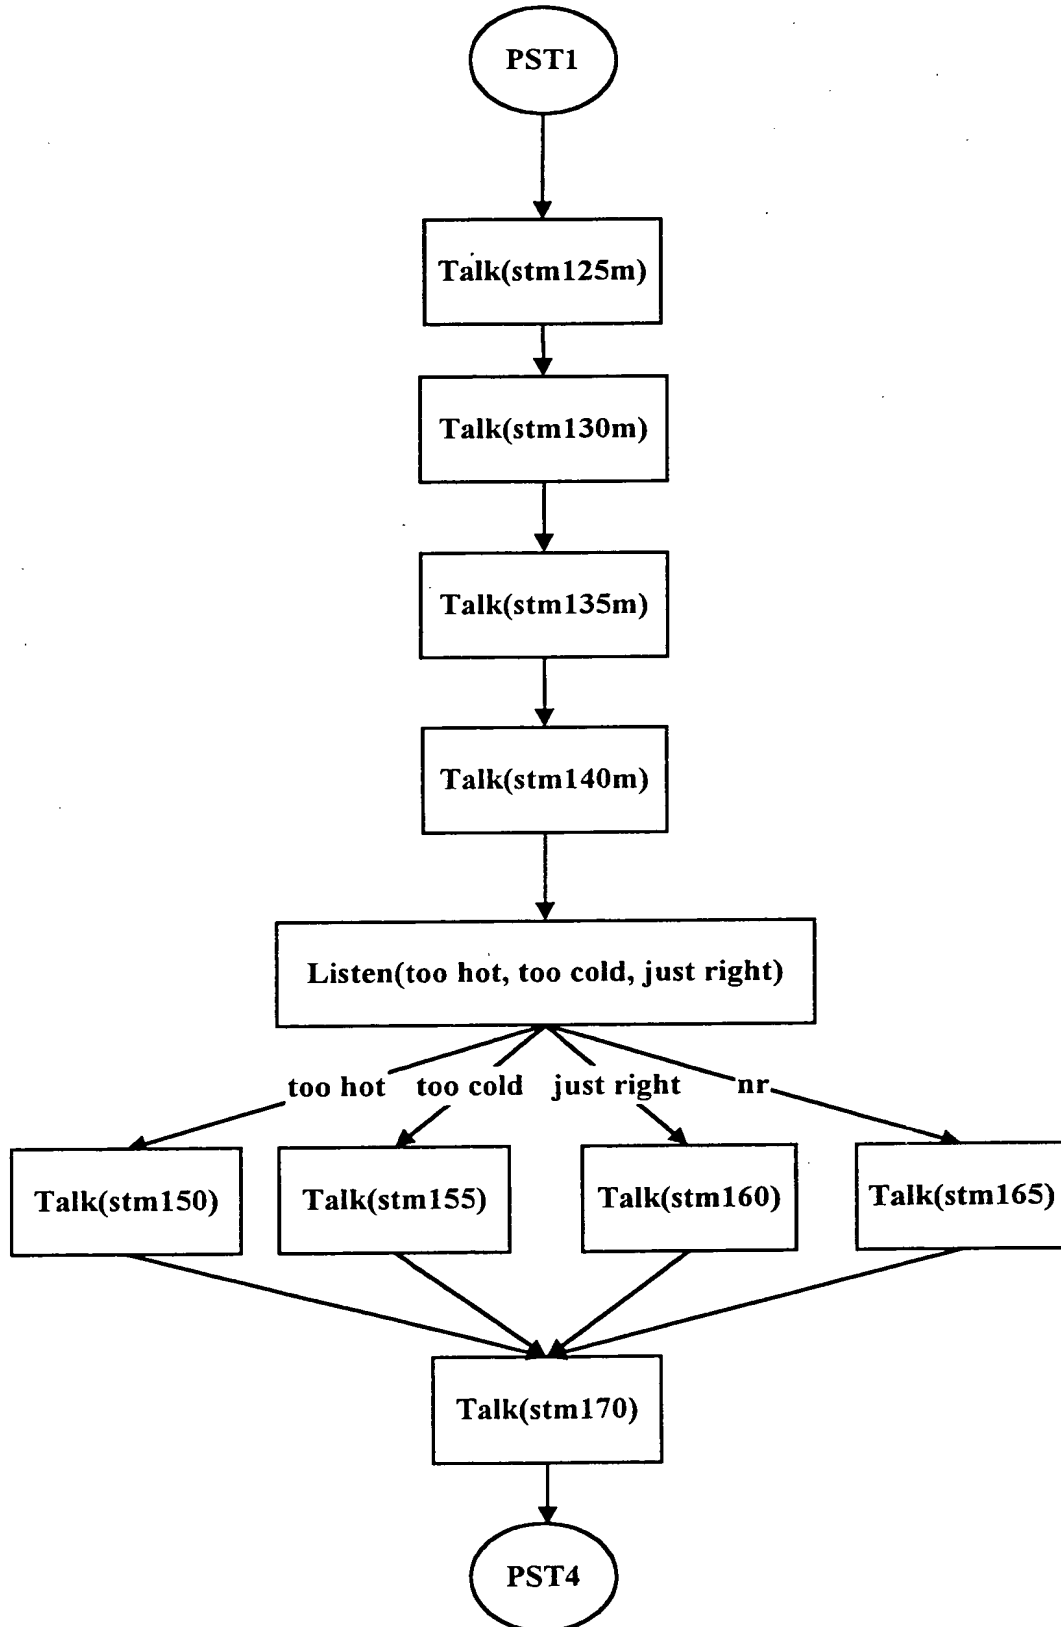 PST1
Talk(stm125m)
Talk(stm130m)
Talk(stm135m)
Talk(stm140m)
Listen(too hot, too cold, just right)
too hot too cold just right nr
Talk(stm150) Talk(stm155) Talk(stm160) Talk(stm165)
Talk(stm170)
PST4